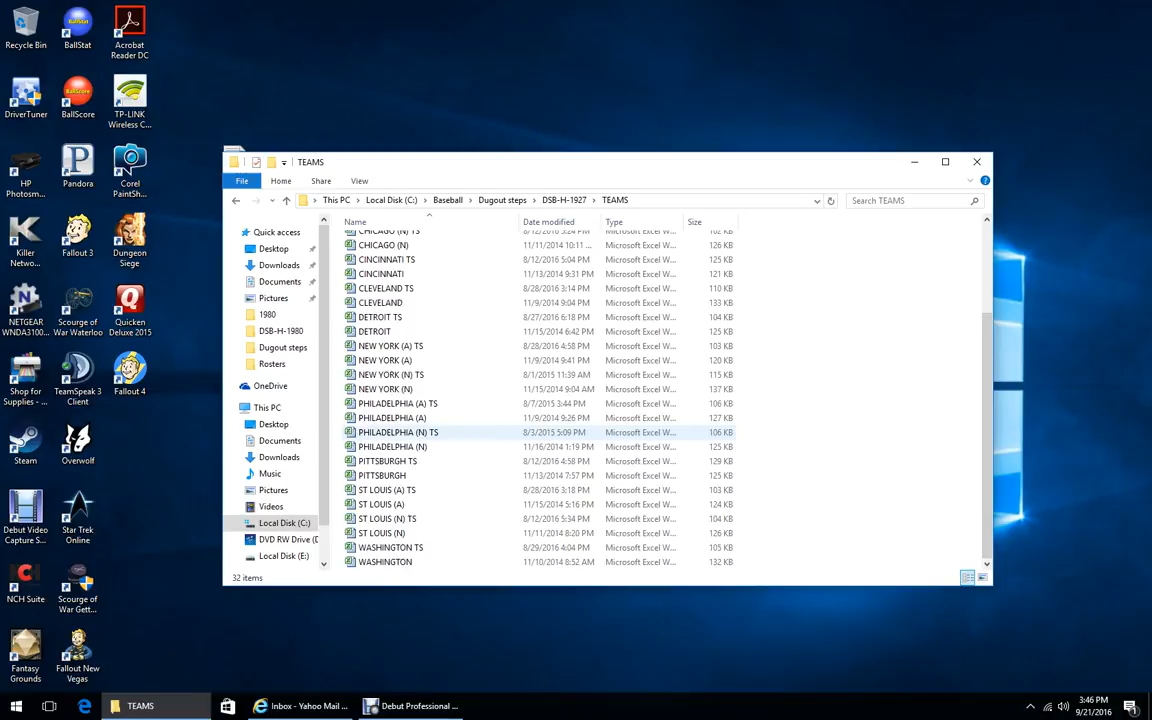 Recycle Bin
BallStat
Acrobat Reader DC
DriverTuner
BallScore
TP-LINK Wireless C...
HP Photosm...
Pandora
Corel PaintSh...
Killer Netwo...
Fallout 3
Dungeon Siege
NETGEAR WNDA3100...
Scourge of War Waterloo
Quicken Deluxe 2015
Shop for Supplies - ...
TeamSpeak 3 Client
Fallout 4
Steam
Overwolf
Debut Video Capture S...
Star Trek Online
NCH Suite
Scourge of War Gett...
Fantasy Grounds
Fallout New Vegas
TEAMS
File Home Share View
This PC > Local Disk (C:) > Baseball > Dugout steps > DSB-H-1927 > TEAMS
Search TEAMS
Quick access
Desktop
Downloads
Documents
Pictures
1980
DSB-H-1980
Dugout steps
Rosters
OneDrive
This PC
Desktop
Documents
Downloads
Music
Pictures
Videos
Local Disk (C:)
DVD RW Drive (D
Local Disk (E:)
Name Date modified Type Size
CHICAGO (N) TS 8/12/2016 5:24 PM Microsoft Excel W... 102 KB
CHICAGO (N) 11/11/2014 10:11 ... Microsoft Excel W... 126 KB
CINCINNATI TS 8/12/2016 5:04 PM Microsoft Excel W... 125 KB
CINCINNATI 11/13/2014 9:31 PM Microsoft Excel W... 121 KB
CLEVELAND TS 8/28/2016 3:14 PM Microsoft Excel W... 110 KB
CLEVELAND 11/9/2014 9:04 PM Microsoft Excel W... 133 KB
DETROIT TS 8/27/2016 6:18 PM Microsoft Excel W... 104 KB
DETROIT 11/15/2014 6:42 PM Microsoft Excel W... 125 KB
NEW YORK (A) TS 8/28/2016 4:58 PM Microsoft Excel W... 103 KB
NEW YORK (A) 11/9/2014 9:41 PM Microsoft Excel W... 120 KB
NEW YORK (N) TS 8/1/2015 11:39 AM Microsoft Excel W... 115 KB
NEW YORK (N) 11/15/2014 9:04 AM Microsoft Excel W... 137 KB
PHILADELPHIA (A) TS 8/7/2015 3:44 PM Microsoft Excel W... 106 KB
PHILADELPHIA (A) 11/9/2014 9:26 PM Microsoft Excel W... 127 KB
PHILADELPHIA (N) TS 8/3/2015 5:09 PM Microsoft Excel W... 106 KB
PHILADELPHIA (N) 11/16/2014 1:19 PM Microsoft Excel W... 125 KB
PITTSBURGH TS 8/12/2016 4:58 PM Microsoft Excel W... 129 KB
PITTSBURGH 11/13/2014 7:57 PM Microsoft Excel W... 125 KB
ST LOUIS (A) TS 8/28/2016 3:18 PM Microsoft Excel W... 103 KB
ST LOUIS (A) 11/15/2014 5:16 PM Microsoft Excel W... 124 KB
ST LOUIS (N) TS 8/12/2016 5:34 PM Microsoft Excel W... 104 KB
ST LOUIS (N) 11/11/2014 8:20 PM Microsoft Excel W... 133 KB
WASHINGTON TS 8/29/2016 4:04 PM Microsoft Excel W... 105 KB
WASHINGTON 11/10/2014 8:52 AM Microsoft Excel W... 132 KB
32 items
TEAMS
Inbox - Yahoo Mail ...
Debut Professional ...
3:46 PM
9/21/2016